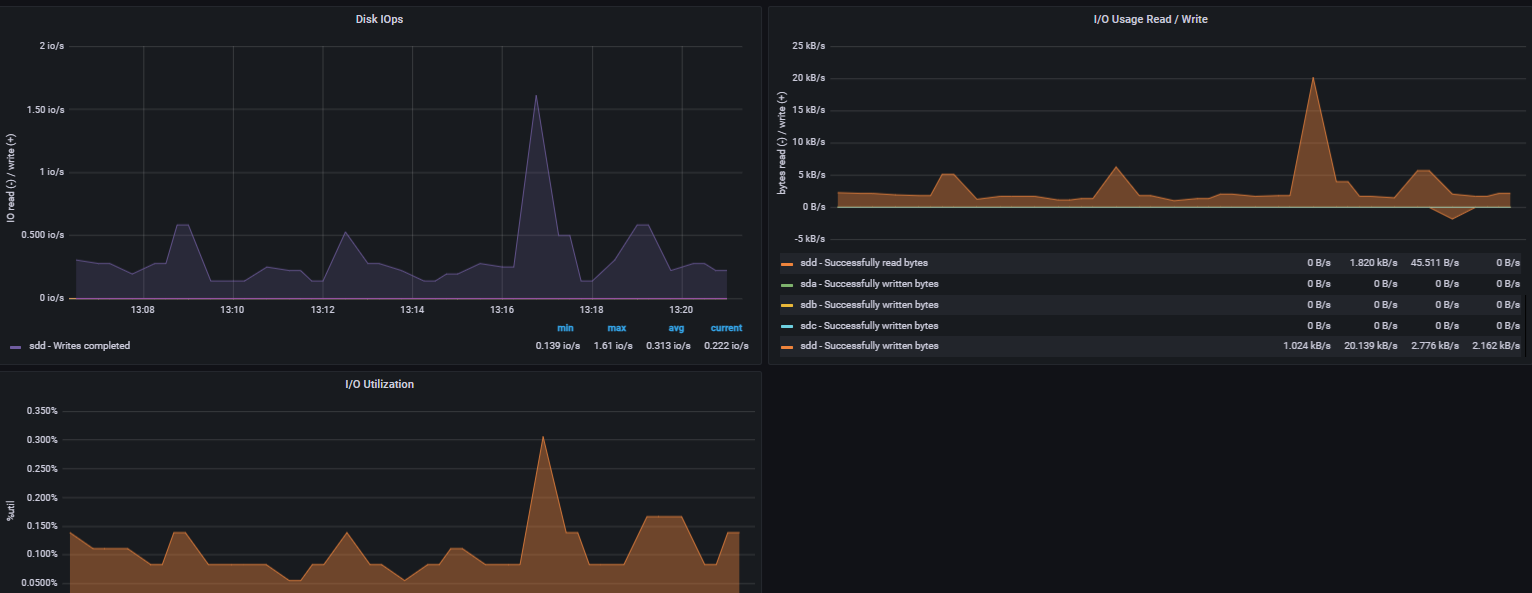 Disk IOps
2 io/s
1.50 io/s
1 io/s
0.500 io/s
0 io/s
IO read (-) / write (+)
13:08 13:10 13:12 13:14 13:16 13:18 13:20
min max avg current
sdd - Writes completed 0.139 io/s 1.61 io/s 0.313 io/s 0.222 io/s
I/O Usage Read / Write
25 kB/s
20 kB/s
15 kB/s
10 kB/s
5 kB/s
0 B/s
-5 kB/s
bytes read (-) / write (+)
sdd - Successfully read bytes 0 B/s 1.820 kB/s 45.511 B/s 0 B/s
sda - Successfully written bytes 0 B/s 0 B/s 0 B/s 0 B/s
sdb - Successfully written bytes 0 B/s 0 B/s 0 B/s 0 B/s
sdc - Successfully written bytes 0 B/s 0 B/s 0 B/s 0 B/s
sdd - Successfully written bytes 1.024 kB/s 20.139 kB/s 2.776 kB/s 2.162 kB/s
I/O Utilization
0.350%
0.300%
0.250%
0.200%
0.150%
0.100%
0.0500%
%util